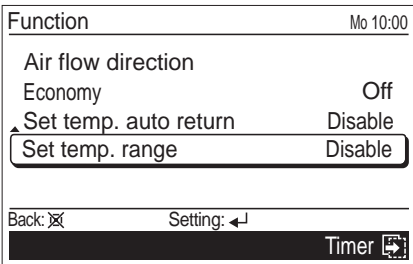 Function Mo 10:00
Air flow direction
Economy Off
Set temp. auto return Disable
Set temp. range Disable
Back: Setting:
Timer